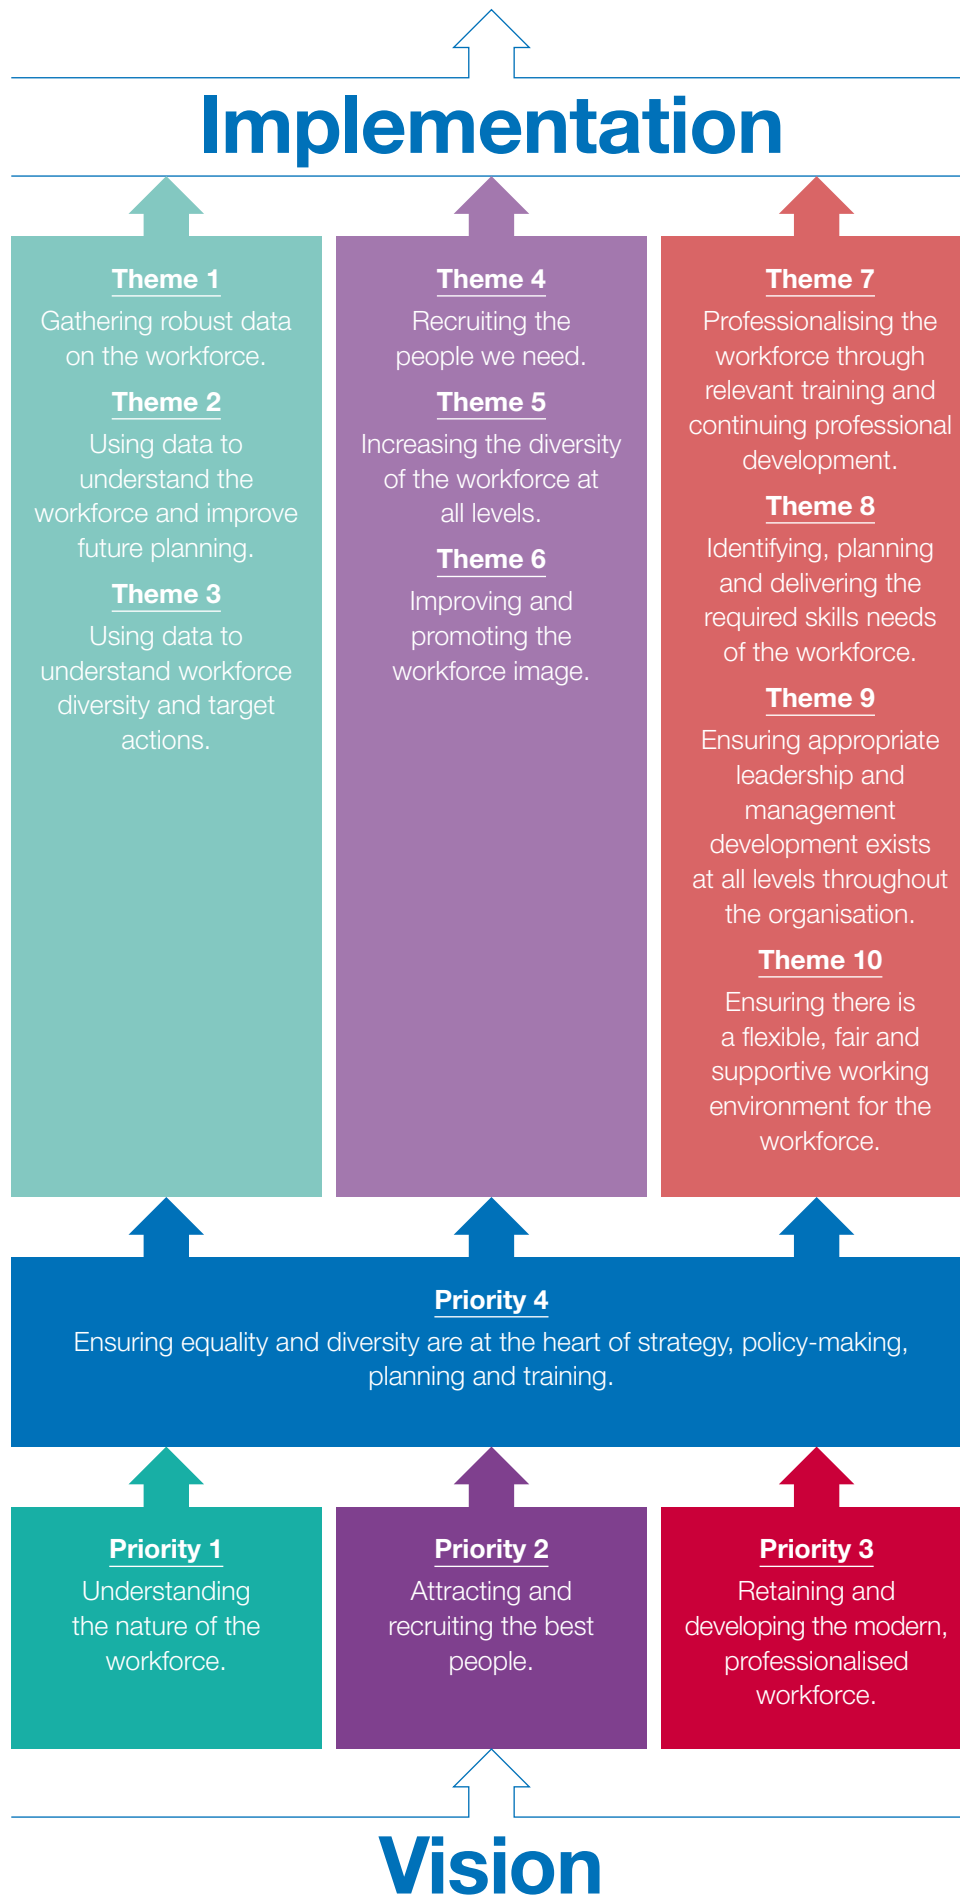 Implementation
Theme 1
Gathering robust data
on the workforce.
Theme 2
Using data to
understand the
workforce and improve
future planning.
Theme 3
Using data to
understand workforce
diversity and target
actions.
Theme 4
Recruiting the
people we need.
Theme 5
Increasing the diversity
of the workforce at
all levels.
Theme 6
Improving and
promoting the
workforce image.
Theme 7
Professionalising the
workforce through
relevant training and
continuing professional
development.
Theme 8
Identifying, planning
and delivering the
required skills needs
of the workforce.
Theme 9
Ensuring appropriate
leadership and
management
development exists
at all levels throughout
the organisation.
Theme 10
Ensuring there is
a flexible, fair and
supportive working
environment for the
workforce.
Priority 4
Ensuring equality and diversity are at the heart of strategy, policy-making,
planning and training.
Priority 1
Understanding
the nature of the
workforce.
Priority 2
Attracting and
recruiting the best
people.
Priority 3
Retaining and
developing the modern,
professionalised
workforce.
Vision